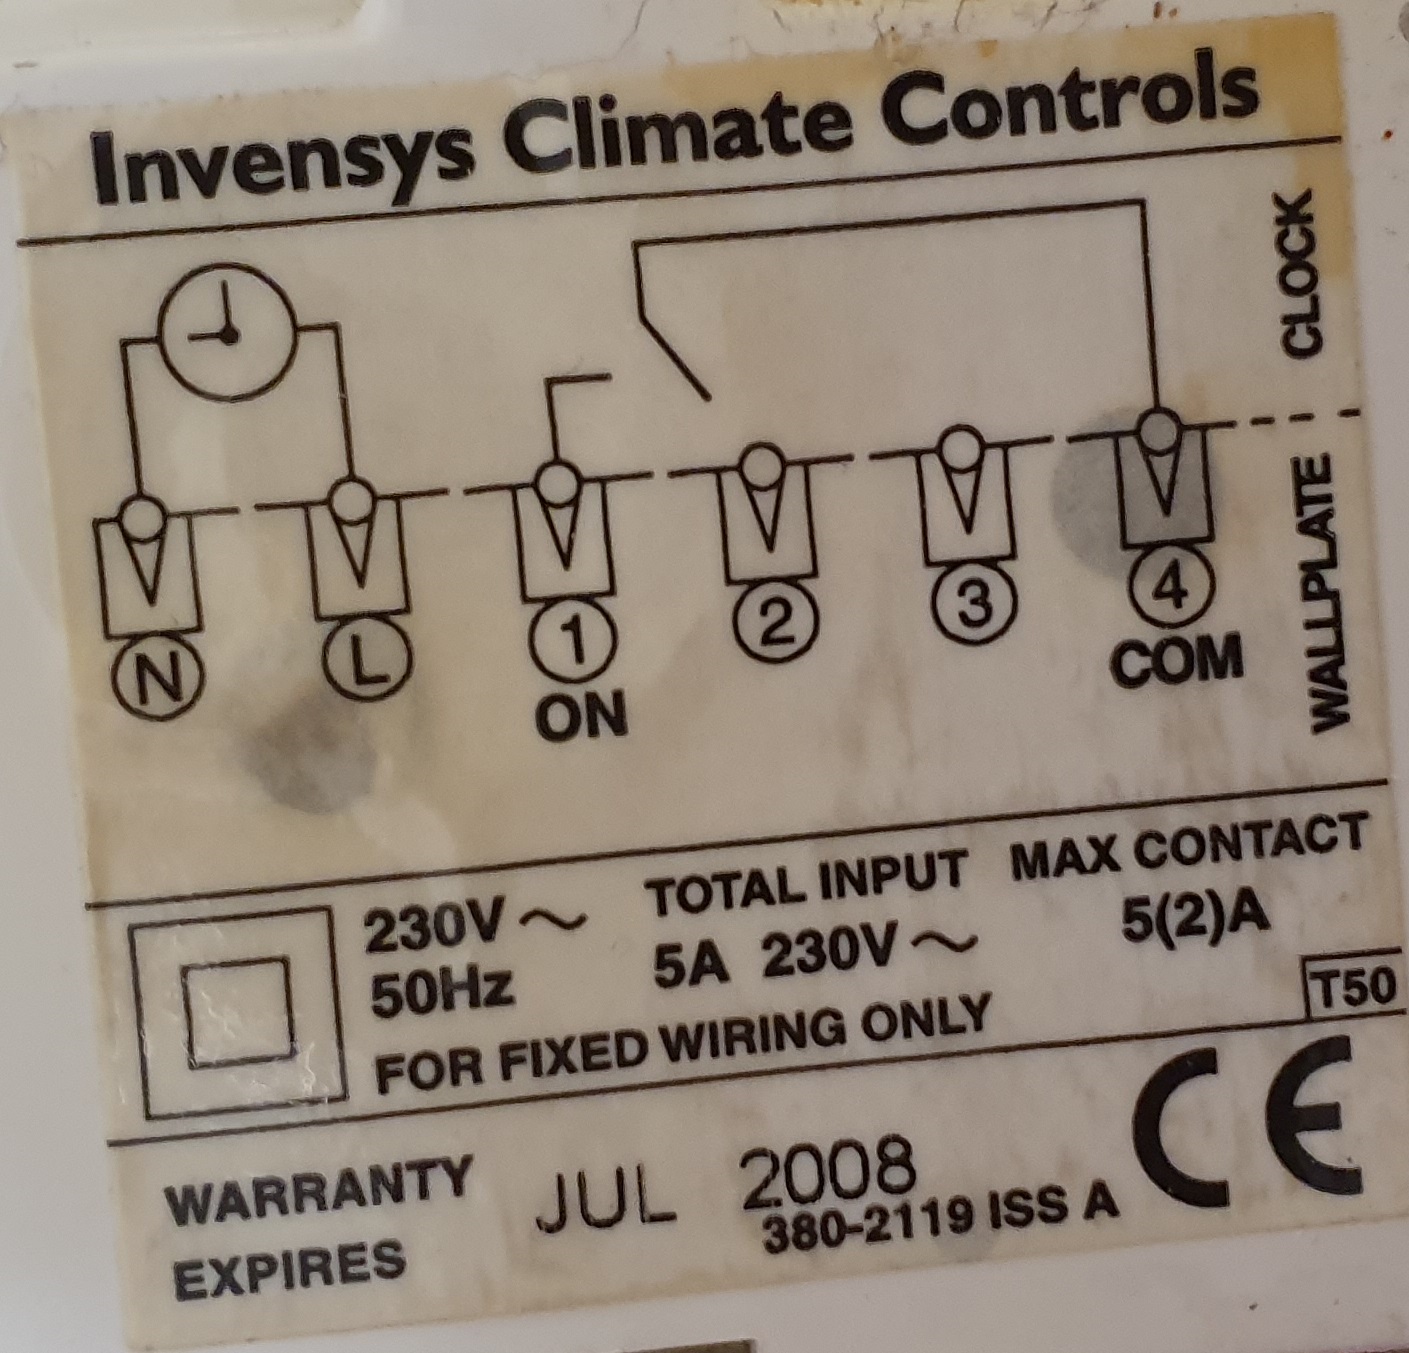 Invensys Climate Controls
CLOCK
WALLPLATE
N L 1 2 3 4
ON COM
230V~ TOTAL INPUT MAX CONTACT
50Hz 5A 230V~ 5(2)A
FOR FIXED WIRING ONLY T50
WARRANTY JUL 2008 CE
EXPIRES 380-2119 ISS A